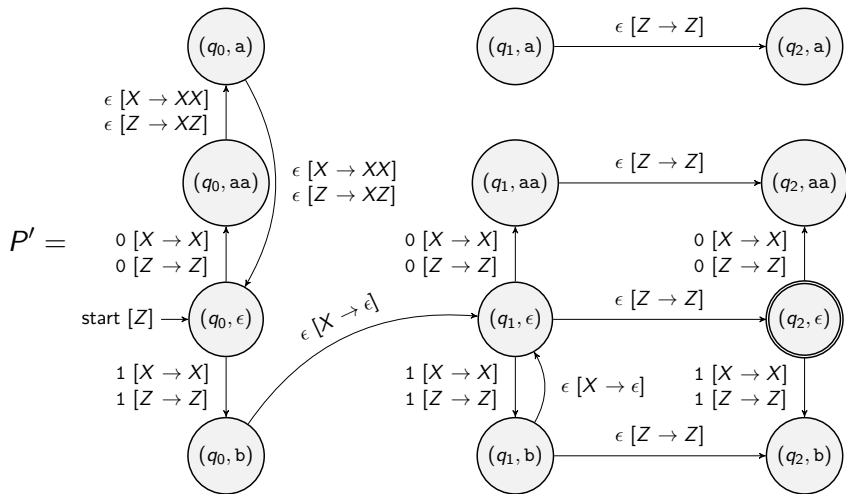 (q₀, a)
(q₁, a)
ϵ [Z → Z]
(q₂, a)
ϵ [X → XX]
ϵ [Z → XZ]
(q₀, aa)
ϵ [X → XX]
ϵ [Z → XZ]
(q₁, aa)
ϵ [Z → Z]
(q₂, aa)
P′ =
0 [X → X]
0 [Z → Z]
0 [X → X]
0 [Z → Z]
0 [X → X]
0 [Z → Z]
start [Z]
(q₀, ϵ)
ϵ [X → ϵ]
(q₁, ϵ)
ϵ [Z → Z]
(q₂, ϵ)
1 [X → X]
1 [Z → Z]
1 [X → X]
1 [Z → Z]
ϵ [X → ϵ]
1 [X → X]
1 [Z → Z]
(q₀, b)
(q₁, b)
ϵ [Z → Z]
(q₂, b)